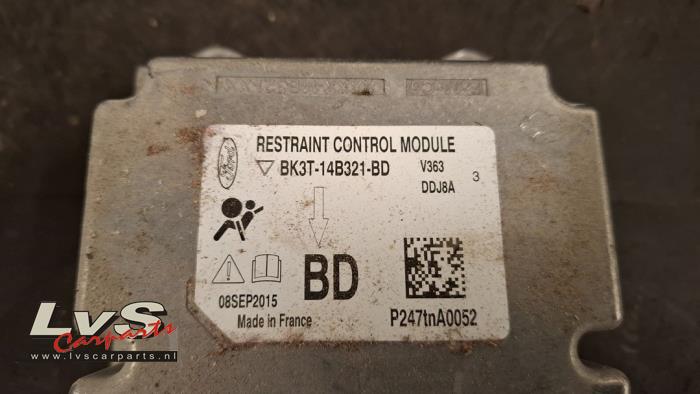 Ford
RESTRAINT CONTROL MODULE
BK3T-14B321-BD
V363
DDJ8A
3
08SEP2015
BD
Made in France
P247tnA0052
LvS
Carparts
www.lvscarparts.nl